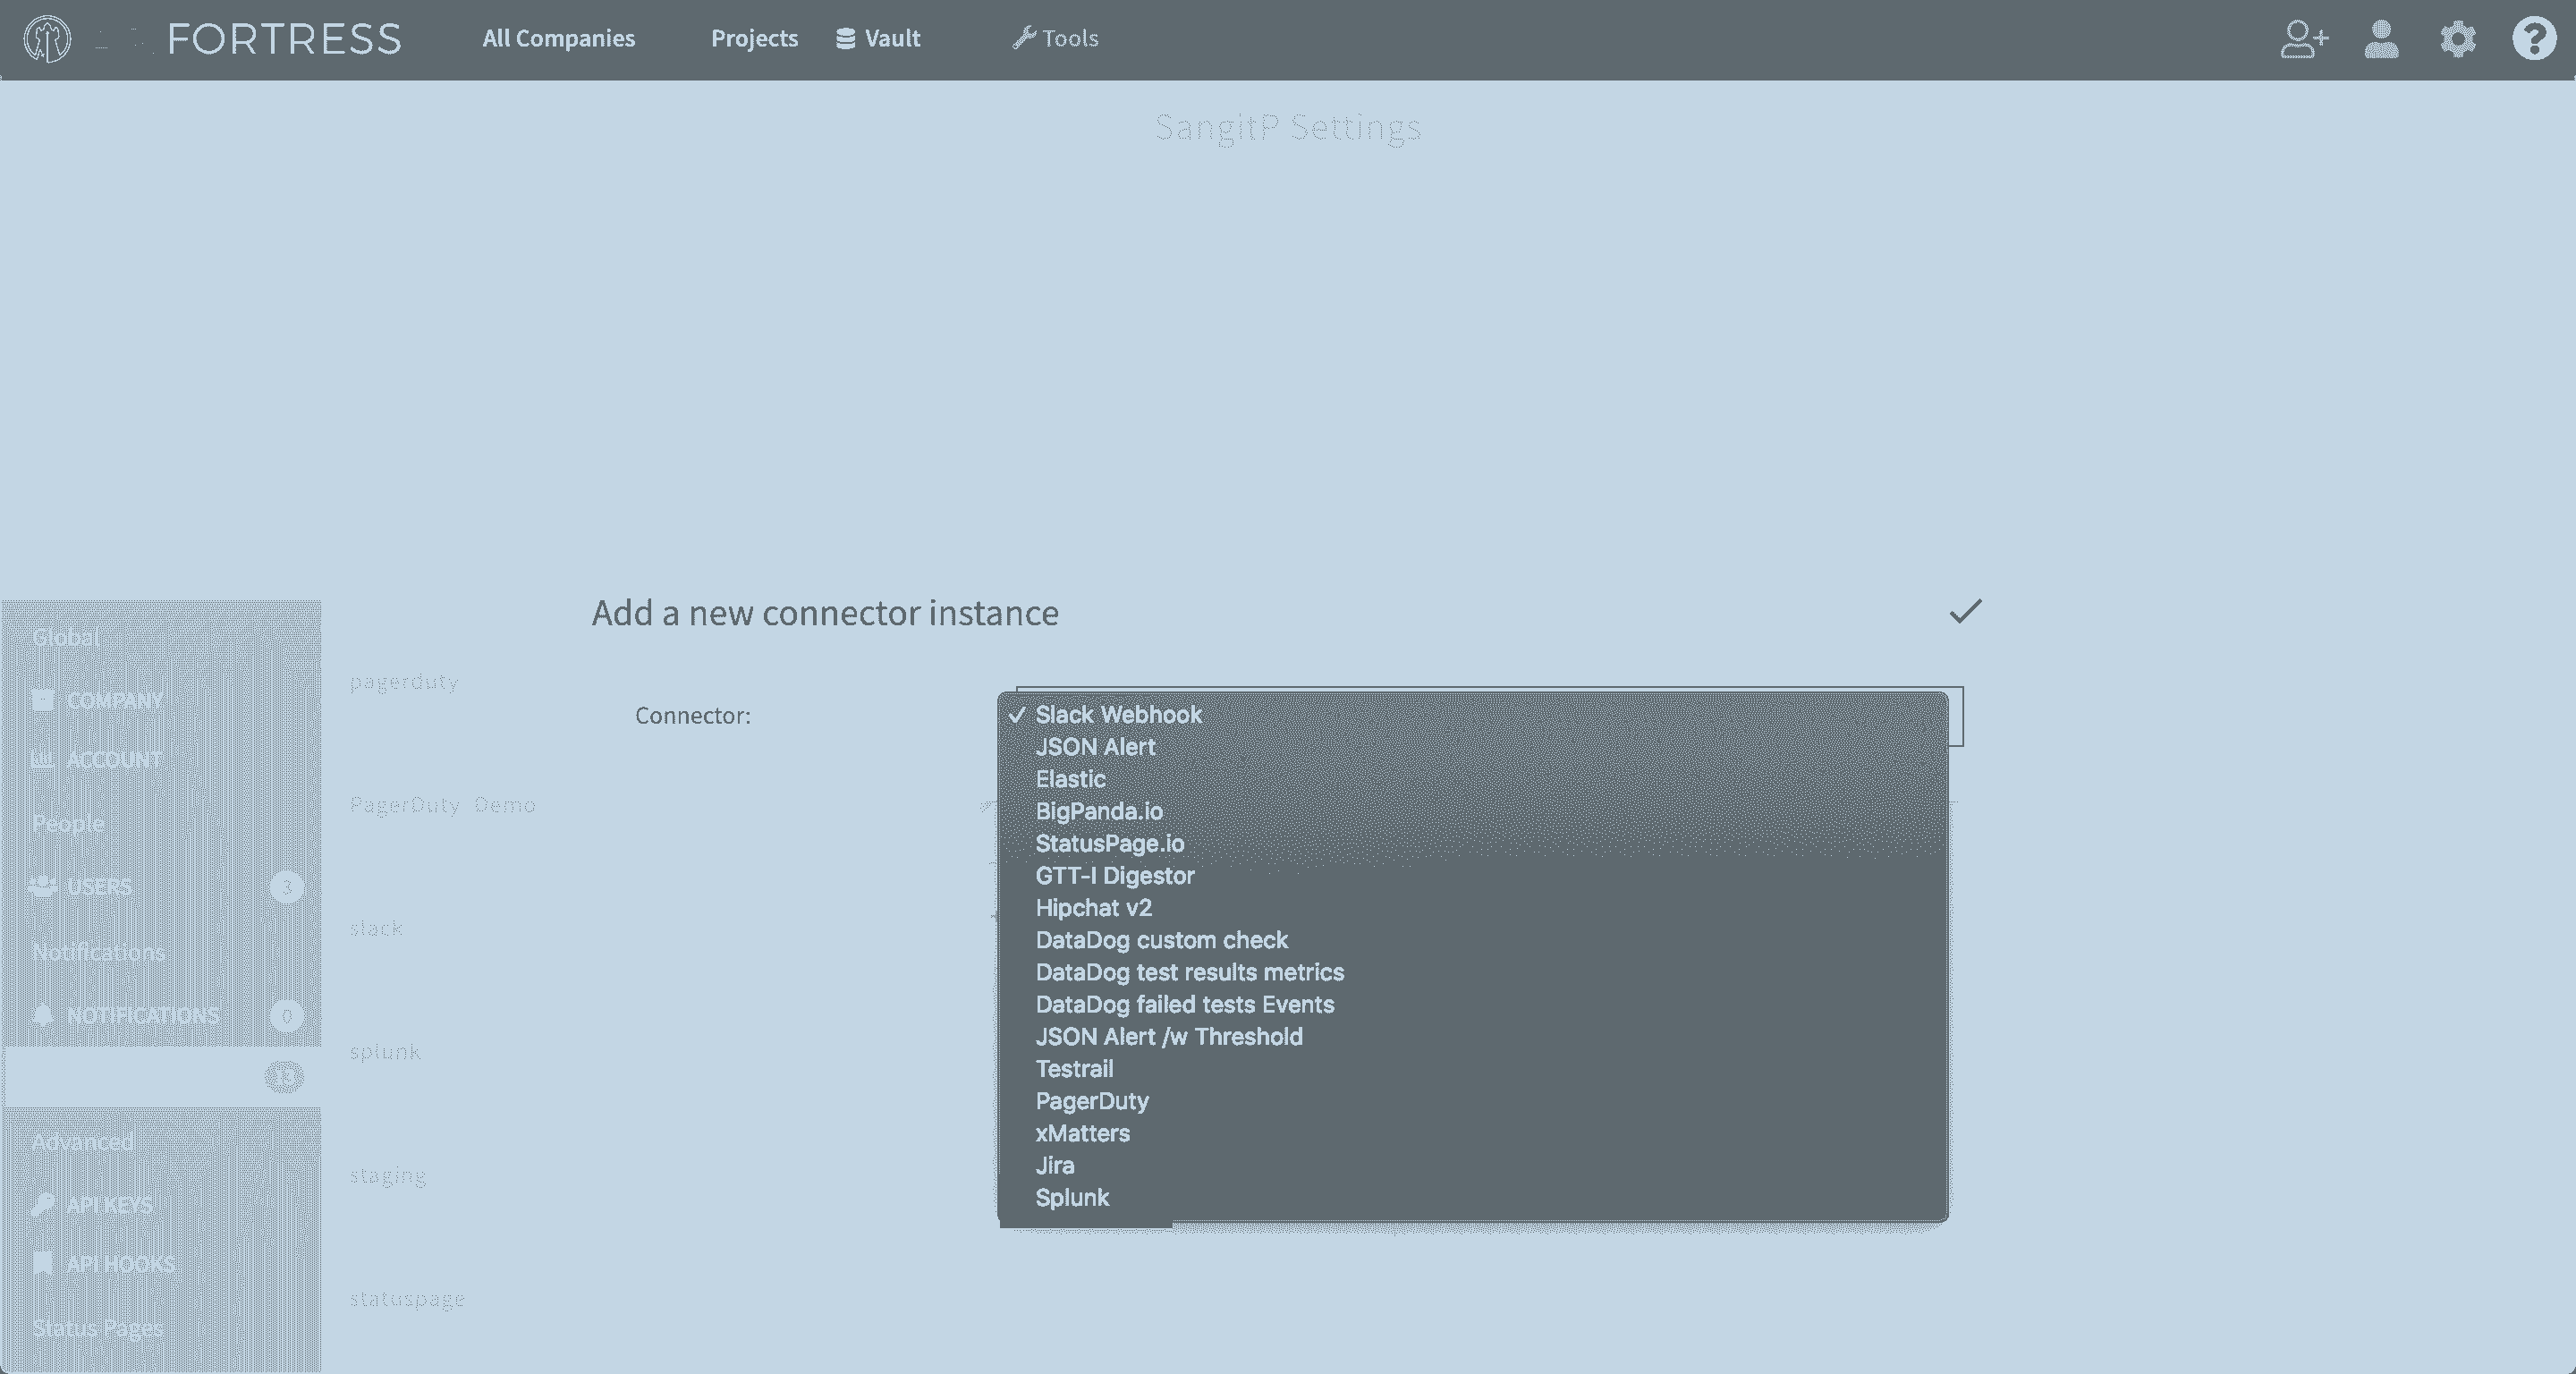 FORTRESS
All Companies
Projects
Vault
Tools
SangitP Settings
Global
COMPANY
ACCOUNT
People
USERS 3
Notifications
NOTIFICATIONS 0
13
Advanced
API KEYS
API HOOKS
Status Pages
pagerduty
PagerDuty Demo
slack
splunk
staging
statuspage
Add a new connector instance
Connector:
Slack Webhook
JSON Alert
Elastic
BigPanda.io
StatusPage.io
GTT-I Digestor
Hipchat v2
DataDog custom check
DataDog test results metrics
DataDog failed tests Events
JSON Alert /w Threshold
Testrail
PagerDuty
xMatters
Jira
Splunk